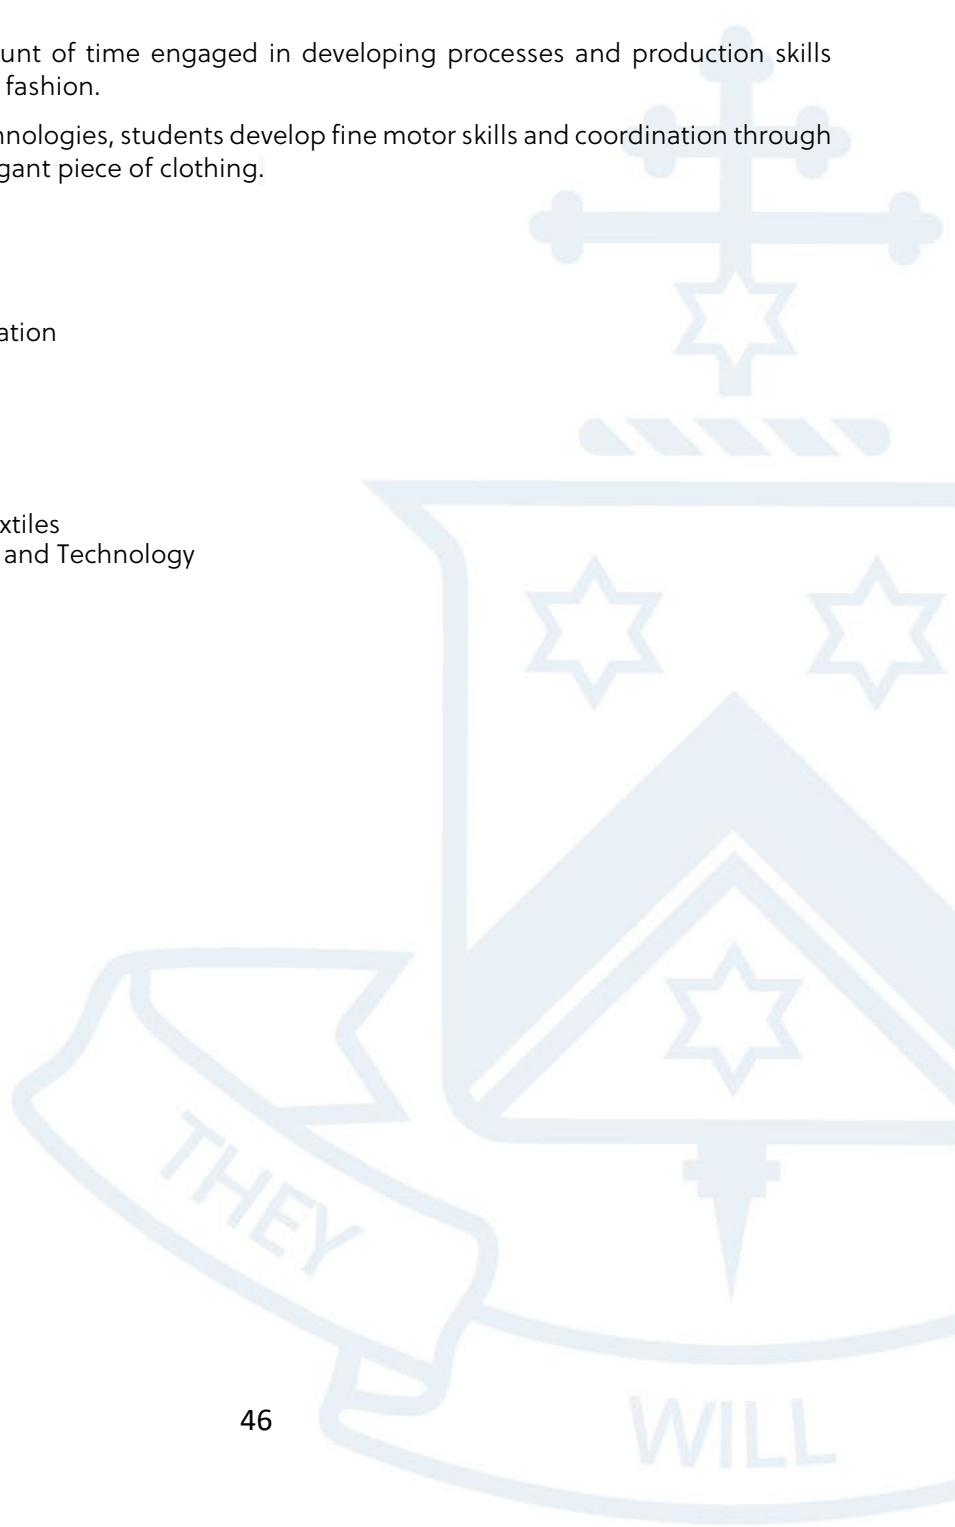 unt of time engaged in developing processes and production skills
fashion.
hnologies, students develop fine motor skills and coordination through
gant piece of clothing.
ation
xtiles
and Technology
THEY
46
WILL